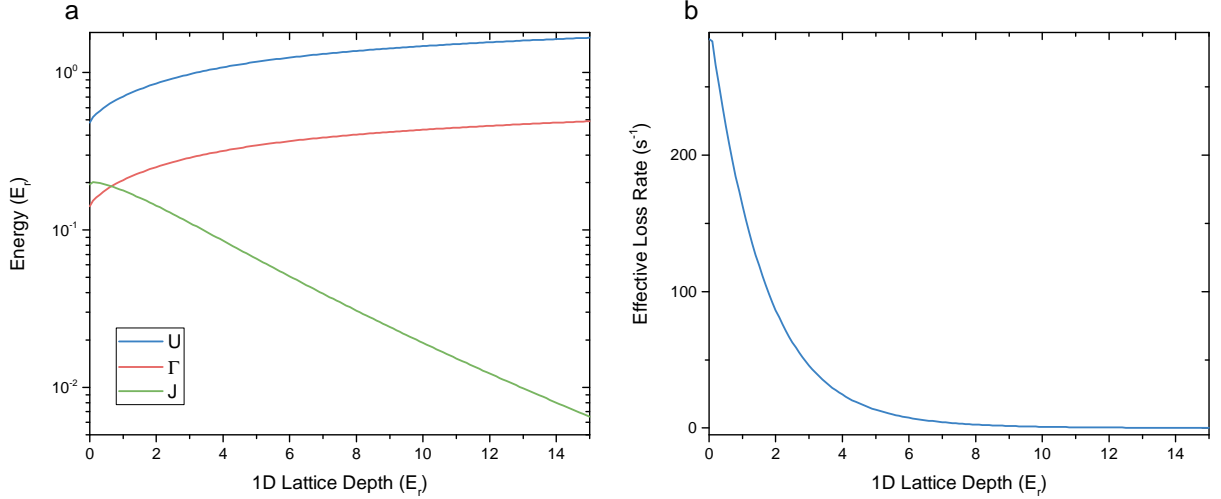 a
Energy (E_r)
10^0
10^-1
10^-2
U
Γ
J
0 2 4 6 8 10 12 14
1D Lattice Depth (E_r)
b
Effective Loss Rate (s^-1)
200
100
0
0 2 4 6 8 10 12 14
1D Lattice Depth (E_r)